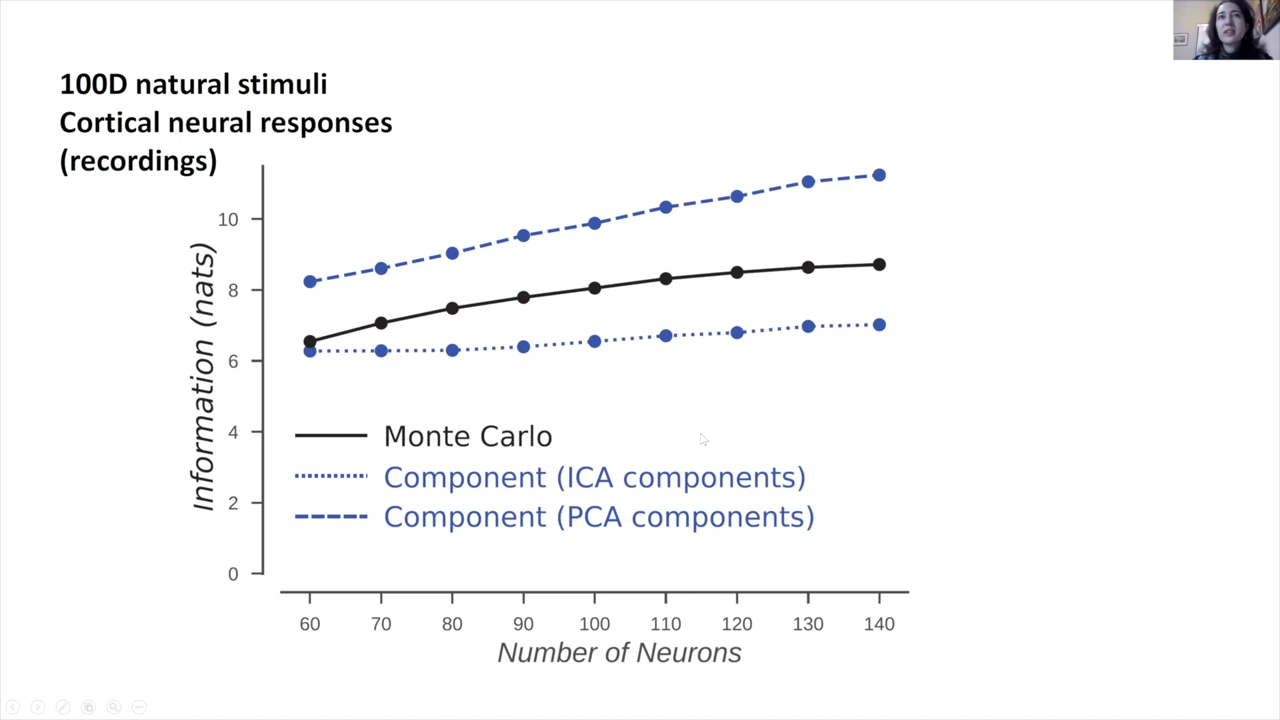 100D natural stimuli
Cortical neural responses
(recordings)
10
8
6
4
2
0
Information (nats)
Monte Carlo
Component (ICA components)
Component (PCA components)
60 70 80 90 100 110 120 130 140
Number of Neurons